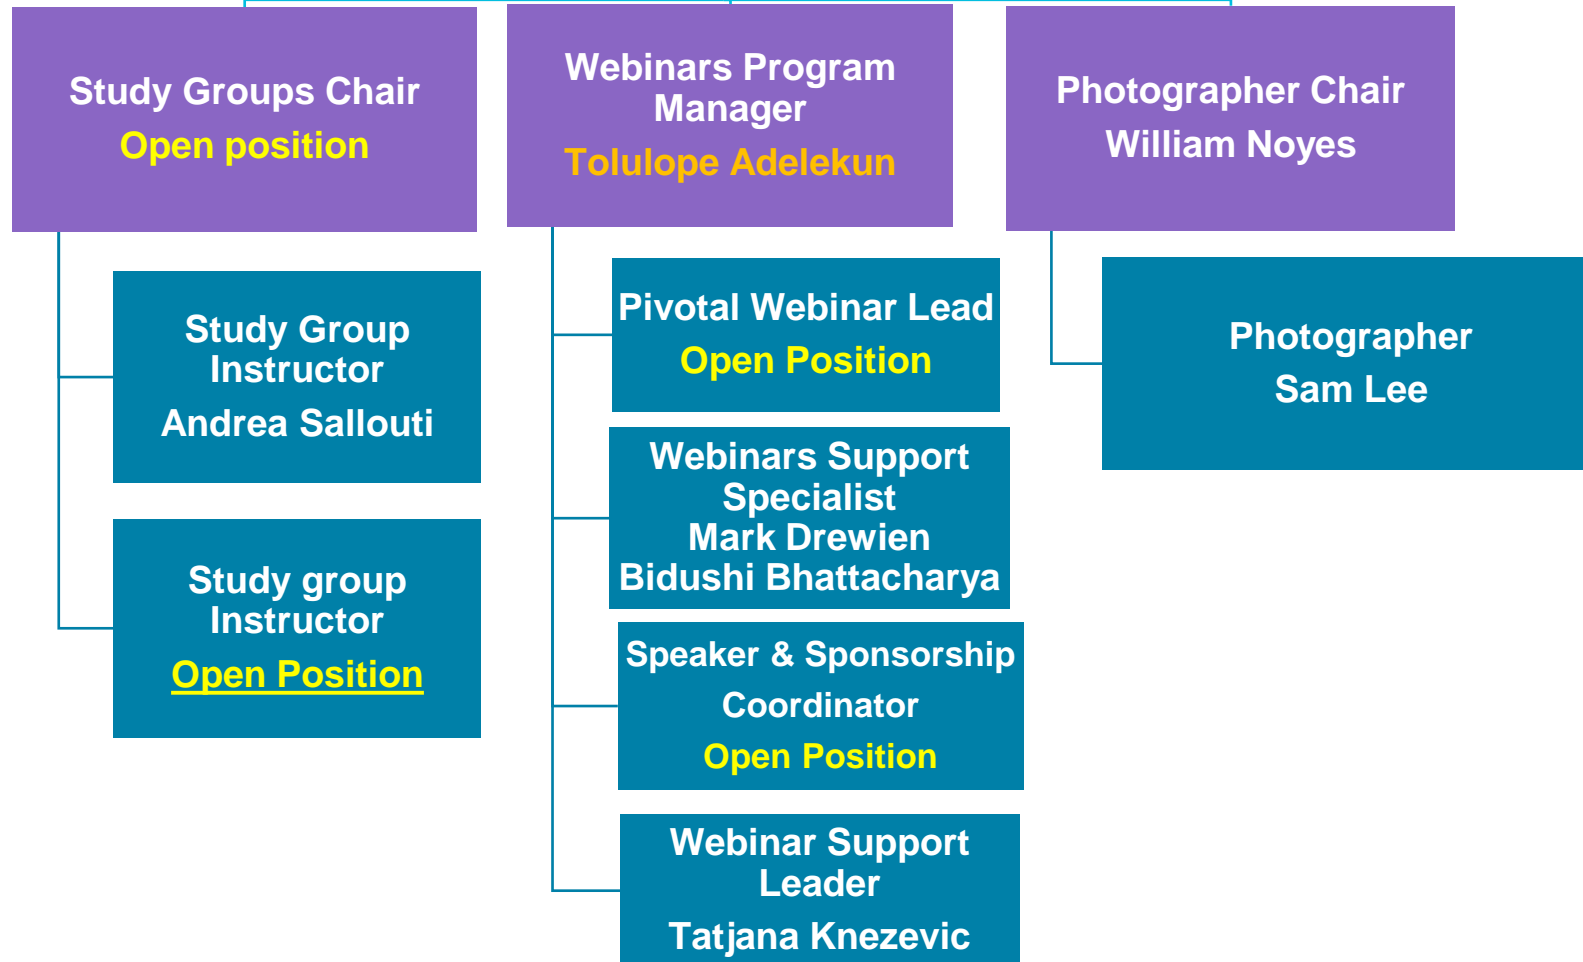 Study Groups Chair
Open position
Study Group
Instructor
Andrea Sallouti
Study group
Instructor
Open Position
Webinars Program
Manager
Tolulope Adelekun
Pivotal Webinar Lead
Open Position
Webinars Support
Specialist
Mark Drewien
Bidushi Bhattacharya
Speaker & Sponsorship
Coordinator
Open Position
Webinar Support
Leader
Tatjana Knezevic
Photographer Chair
William Noyes
Photographer
Sam Lee